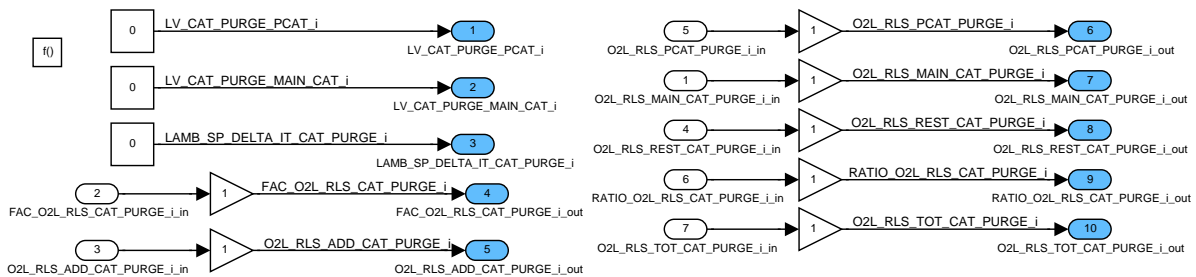 f()
0
LV_CAT_PURGE_PCAT_i
1
LV_CAT_PURGE_PCAT_i
0
LV_CAT_PURGE_MAIN_CAT_i
2
LV_CAT_PURGE_MAIN_CAT_i
0
LAMB_SP_DELTA_IT_CAT_PURGE_i
3
LAMB_SP_DELTA_IT_CAT_PURGE_i
2
FAC_O2L_RLS_CAT_PURGE_i_in
1
FAC_O2L_RLS_CAT_PURGE_i
4
FAC_O2L_RLS_CAT_PURGE_i_out
3
O2L_RLS_ADD_CAT_PURGE_i_in
1
O2L_RLS_ADD_CAT_PURGE_i
5
O2L_RLS_ADD_CAT_PURGE_i_out
5
O2L_RLS_PCAT_PURGE_i_in
1
O2L_RLS_PCAT_PURGE_i
6
O2L_RLS_PCAT_PURGE_i_out
1
O2L_RLS_MAIN_CAT_PURGE_i_in
1
O2L_RLS_MAIN_CAT_PURGE_i
7
O2L_RLS_MAIN_CAT_PURGE_i_out
4
O2L_RLS_REST_CAT_PURGE_i_in
1
O2L_RLS_REST_CAT_PURGE_i
8
O2L_RLS_REST_CAT_PURGE_i_out
6
RATIO_O2L_RLS_CAT_PURGE_i_in
1
RATIO_O2L_RLS_CAT_PURGE_i
9
RATIO_O2L_RLS_CAT_PURGE_i_out
7
O2L_RLS_TOT_CAT_PURGE_i_in
1
O2L_RLS_TOT_CAT_PURGE_i
10
O2L_RLS_TOT_CAT_PURGE_i_out